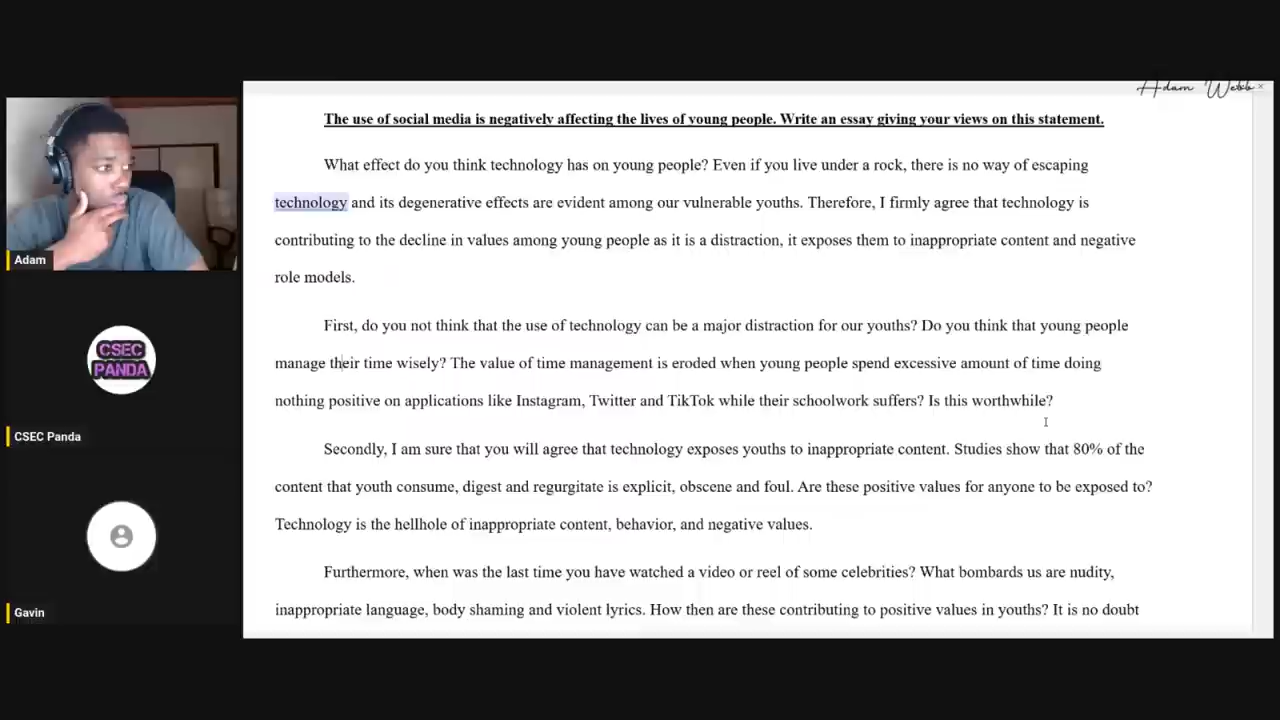 Adam Webb
The use of social media is negatively affecting the lives of young people. Write an essay giving your views on this statement.
What effect do you think technology has on young people? Even if you live under a rock, there is no way of escaping
technology and its degenerative effects are evident among our vulnerable youths. Therefore, I firmly agree that technology is
contributing to the decline in values among young people as it is a distraction, it exposes them to inappropriate content and negative
role models.
First, do you not think that the use of technology can be a major distraction for our youths? Do you think that young people
manage their time wisely? The value of time management is eroded when young people spend excessive amount of time doing
nothing positive on applications like Instagram, Twitter and TikTok while their schoolwork suffers? Is this worthwhile?
Secondly, I am sure that you will agree that technology exposes youths to inappropriate content. Studies show that 80% of the
content that youth consume, digest and regurgitate is explicit, obscene and foul. Are these positive values for anyone to be exposed to?
Technology is the hellhole of inappropriate content, behavior, and negative values.
Furthermore, when was the last time you have watched a video or reel of some celebrities? What bombards us are nudity,
inappropriate language, body shaming and violent lyrics. How then are these contributing to positive values in youths? It is no doubt
Adam
CSEC
PANDA
CSEC Panda
Gavin